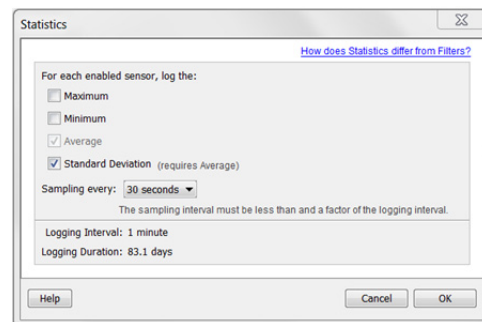 Statistics
How does Statistics differ from Filters?
For each enabled sensor, log the:
Maximum
Minimum
Average
Standard Deviation (requires Average)
Sampling every: 30 seconds
The sampling interval must be less than and a factor of the logging interval.
Logging Interval: 1 minute
Logging Duration: 83.1 days
Help Cancel OK